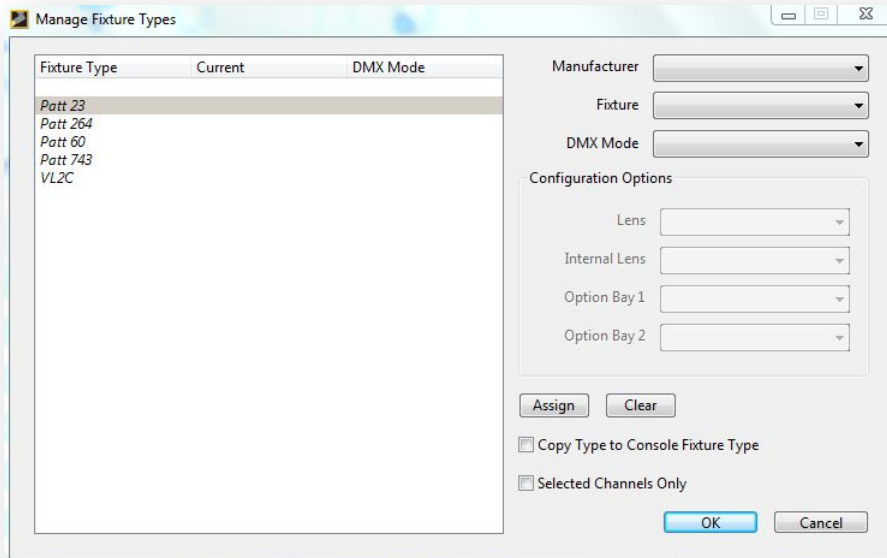 Manage Fixture Types
Fixture Type Current DMX Mode
Patt 23
Patt 264
Patt 60
Patt 743
VL2C
Manufacturer
Fixture
DMX Mode
Configuration Options
Lens
Internal Lens
Option Bay 1
Option Bay 2
Assign Clear
Copy Type to Console Fixture Type
Selected Channels Only
OK Cancel